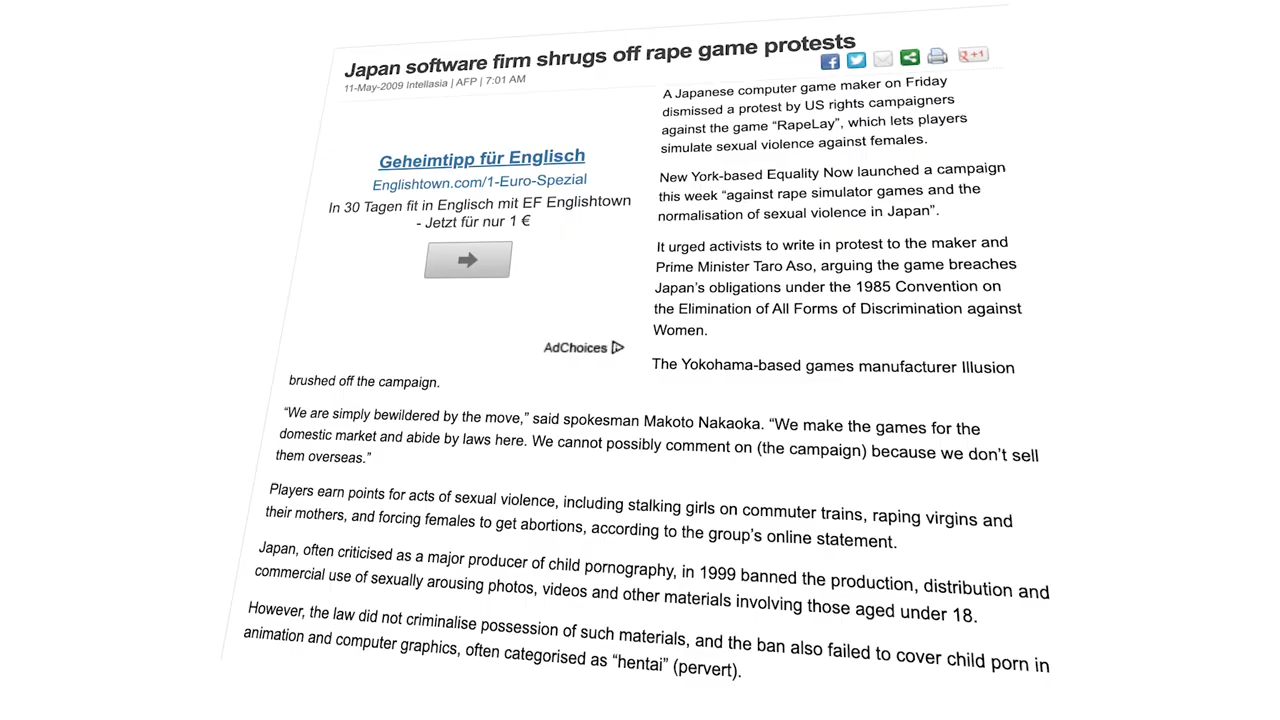 Japan software firm shrugs off rape game protests
11-May-2009 Intellasia | AFP | 7:01 AM
+1
A Japanese computer game maker on Friday
dismissed a protest by US rights campaigners
against the game “RapeLay”, which lets players
simulate sexual violence against females.
Geheimtipp für Englisch
Englishtown.com/1-Euro-Spezial
In 30 Tagen fit in Englisch mit EF Englishtown
- Jetzt für nur 1 €
AdChoices
New York-based Equality Now launched a campaign
this week “against rape simulator games and the
normalisation of sexual violence in Japan”.
It urged activists to write in protest to the maker and
Prime Minister Taro Aso, arguing the game breaches
Japan’s obligations under the 1985 Convention on
the Elimination of All Forms of Discrimination against
Women.
The Yokohama-based games manufacturer Illusion
brushed off the campaign.
“We are simply bewildered by the move,” said spokesman Makoto Nakaoka. “We make the games for the
domestic market and abide by laws here. We cannot possibly comment on (the campaign) because we don’t sell
them overseas.”
Players earn points for acts of sexual violence, including stalking girls on commuter trains, raping virgins and
their mothers, and forcing females to get abortions, according to the group’s online statement.
Japan, often criticised as a major producer of child pornography, in 1999 banned the production, distribution and
commercial use of sexually arousing photos, videos and other materials involving those aged under 18.
However, the law did not criminalise possession of such materials, and the ban also failed to cover child porn in
animation and computer graphics, often categorised as “hentai” (pervert).